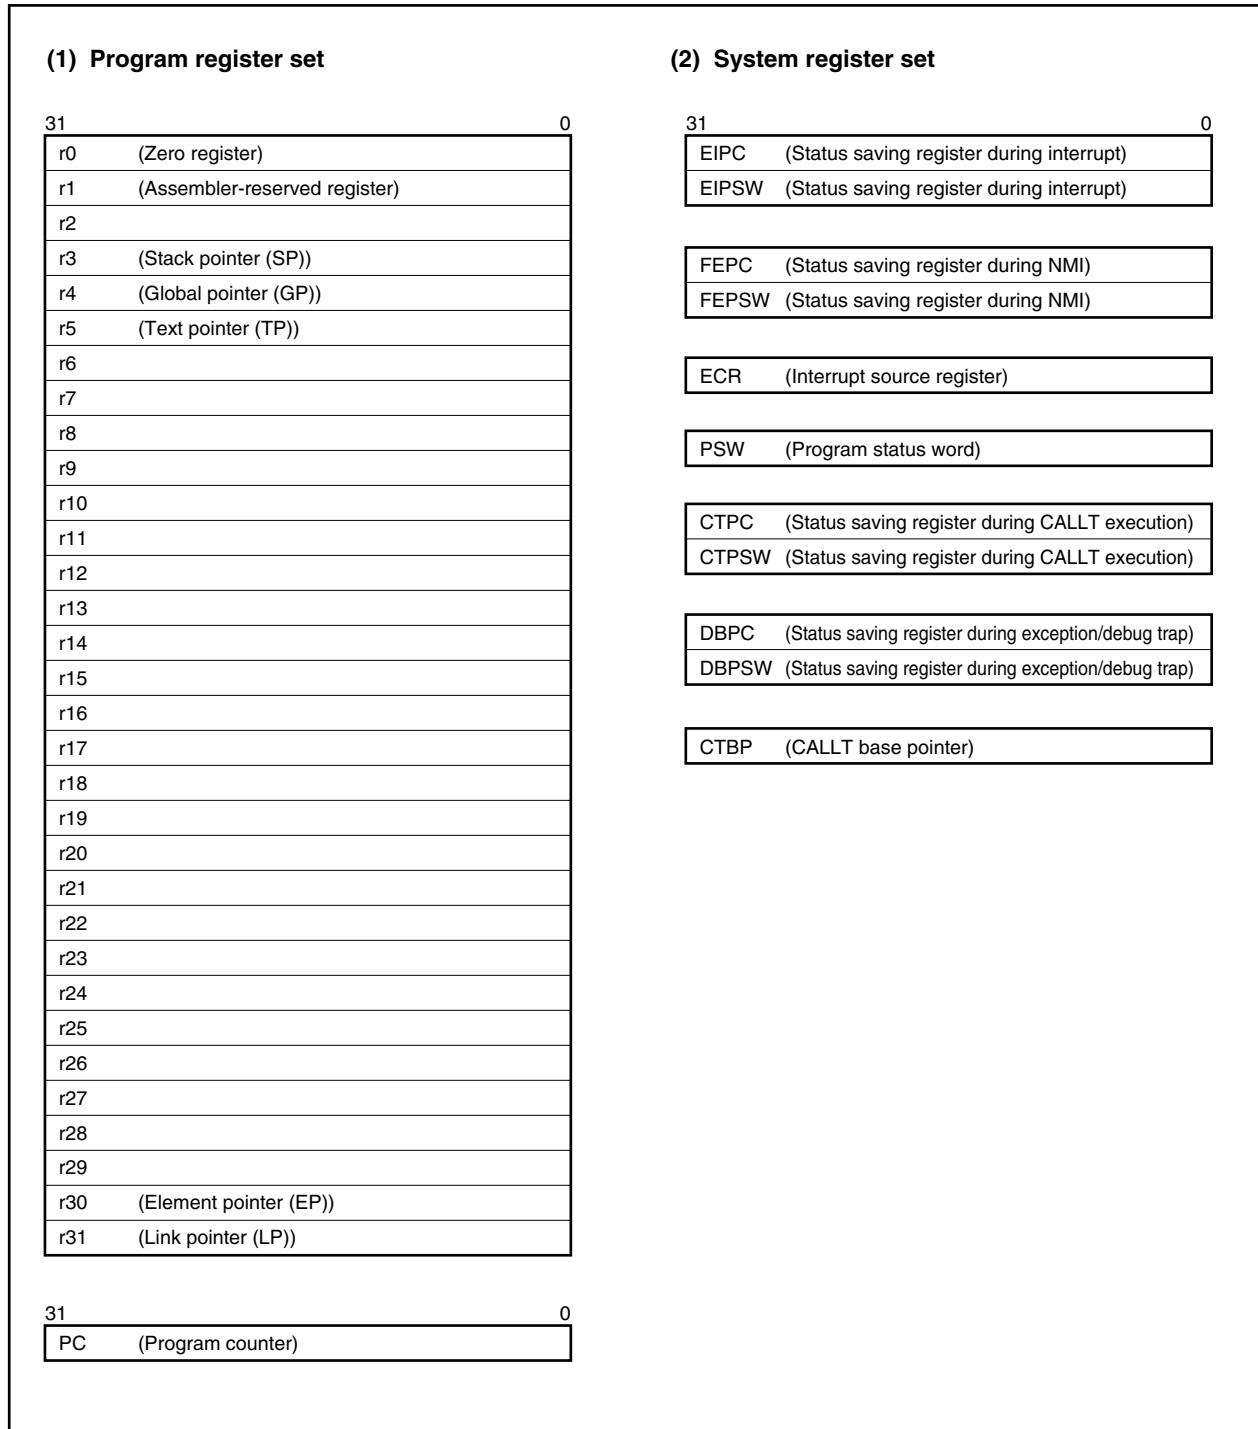 (1) Program register set
31 0
r0 (Zero register)
r1 (Assembler-reserved register)
r2
r3 (Stack pointer (SP))
r4 (Global pointer (GP))
r5 (Text pointer (TP))
r6
r7
r8
r9
r10
r11
r12
r13
r14
r15
r16
r17
r18
r19
r20
r21
r22
r23
r24
r25
r26
r27
r28
r29
r30 (Element pointer (EP))
r31 (Link pointer (LP))
31 0
PC (Program counter)
(2) System register set
31 0
EIPC (Status saving register during interrupt)
EIPSW (Status saving register during interrupt)
FEPC (Status saving register during NMI)
FEPSW (Status saving register during NMI)
ECR (Interrupt source register)
PSW (Program status word)
CTPC (Status saving register during CALLT execution)
CTPSW (Status saving register during CALLT execution)
DBPC (Status saving register during exception/debug trap)
DBPSW (Status saving register during exception/debug trap)
CTBP (CALLT base pointer)